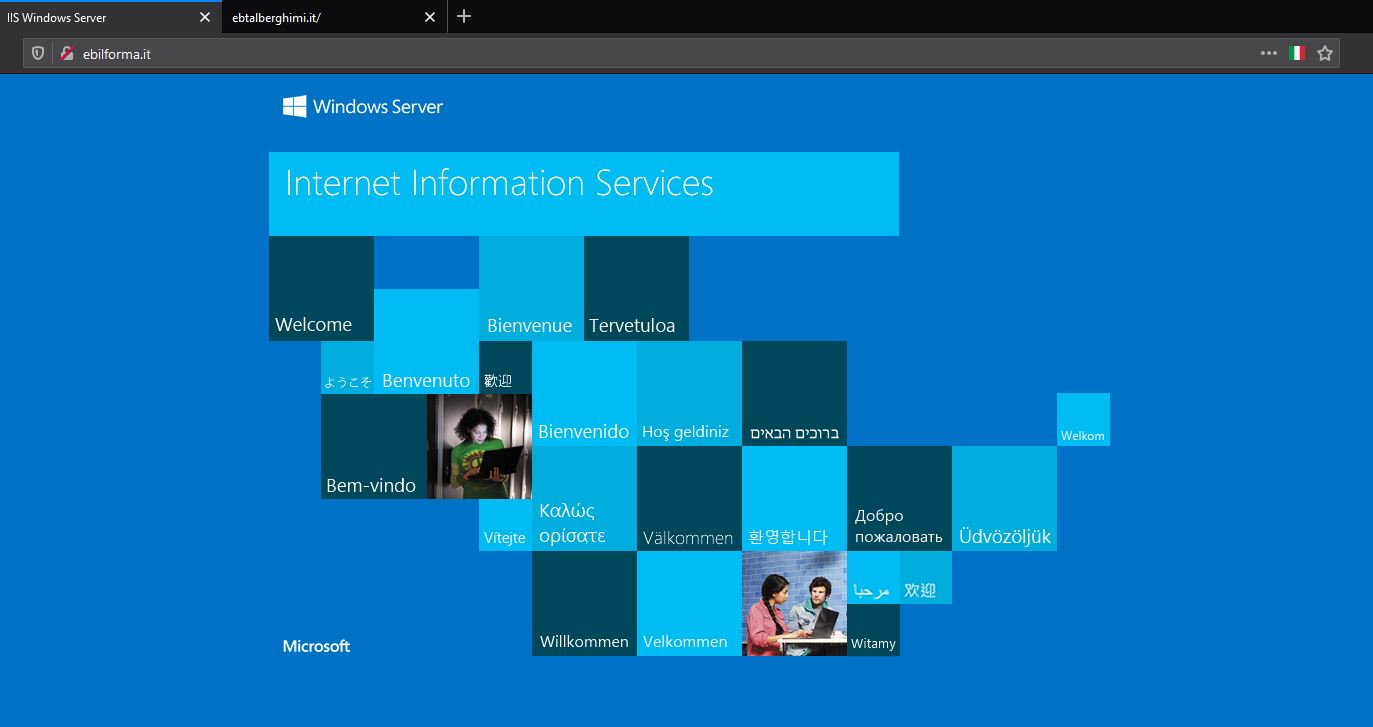 IIS Windows Server
ebtalberghimi.it/
ebilforma.it
Windows Server
Internet Information Services
Welcome
Bienvenue
Tervetuloa
ようこそ
Benvenuto
歡迎
Bienvenido
Hoş geldiniz
ברוכים הבאים
Welkom
Bem-vindo
Vítejte
Καλώς
ορίσατε
Välkommen
환영합니다
Добро
пожаловать
Üdvözöljük
Willkommen
Velkommen
مرحبا
欢迎
Witamy
Microsoft